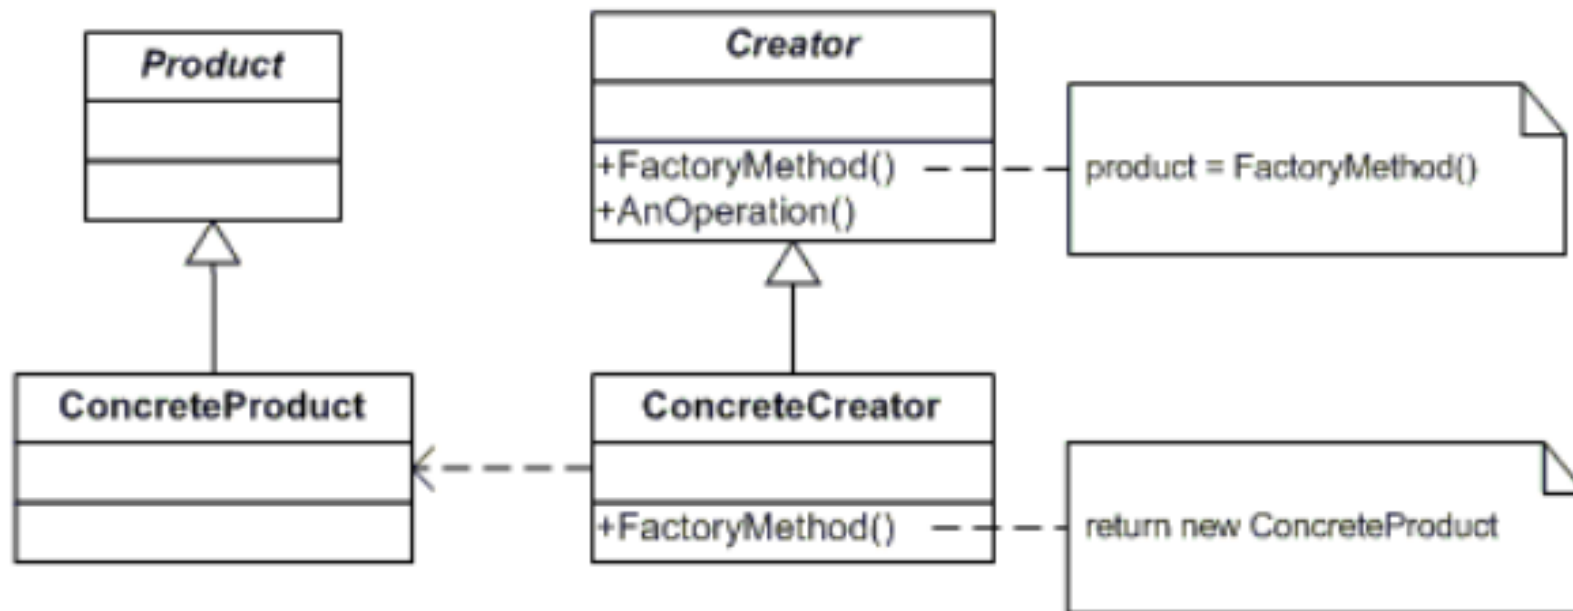 Product
Creator
+FactoryMethod()
+AnOperation()
product = FactoryMethod()
ConcreteProduct
ConcreteCreator
+FactoryMethod()
return new ConcreteProduct